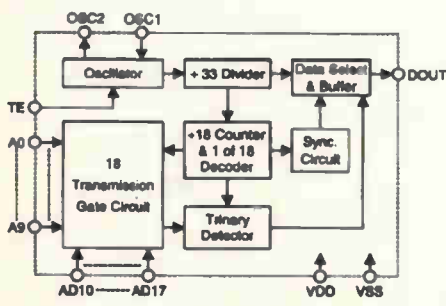 OSC2 OSC1
Oscillator
÷ 33 Divider
Data Select
& Buffer
DOUT
TE
A0
18
Transmission
Gate Circuit
÷18 Counter
& 1 of 18
Decoder
Sync.
Circuit
A9
Trinary
Detector
AD10 AD17
VDD VSS